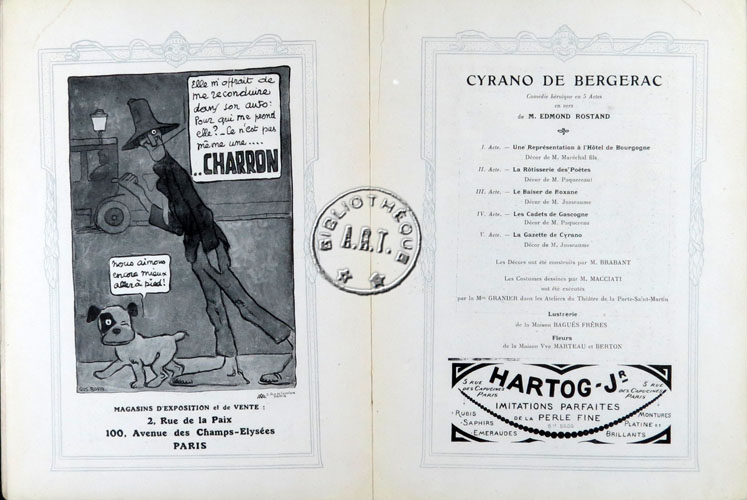 Elle m'offrait de
me reconduire
dans son auto:
Pour qui me prend
elle?_Ce n'est pas
même une....
..CHARRON
nous aimons
encore mieux
aller à pied!
MAGASINS D'EXPOSITION et de VENTE :
2, Rue de la Paix
100, Avenue des Champs-Elysées
PARIS
BIBLIOTHÈQUE
A.R.T.
CYRANO DE BERGERAC
Comédie héroïque en 5 Actes
en vers
de M. EDMOND ROSTAND
I. Acte. — Une Représentation à l'Hôtel de Bourgogne
Décor de M. Maréchal fils
II. Acte. — La Rôtisserie des Poètes
Décor de M. Paquereau
III. Acte. — Le Baiser de Roxane
Décor de M. Jusseaume
IV. Acte. — Les Cadets de Gascogne
Décor de M. Paquereau
V. Acte. — La Gazette de Cyrano
Décor de M. Jusseaume
Les Décors ont été construits par M. BRABANT
Les Costumes dessinés par M. MACCIATI
ont été exécutés
par la Mme GRANIER dans les Ateliers du Théâtre de la Porte-Saint-Martin
Lustrerie
de la Maison BAGUÈS FRÈRES
Fleurs
de la Maison Vve MARTEAU et BERTON
HARTOG-Jr
5 RUE
DES CAPUCINES
PARIS
5 RUE
DES CAPUCINES
PARIS
IMITATIONS PARFAITES
DE LA PERLE FINE
RUBIS
SAPHIRS
ÉMERAUDES
MONTURES
PLATINE et
BRILLANTS